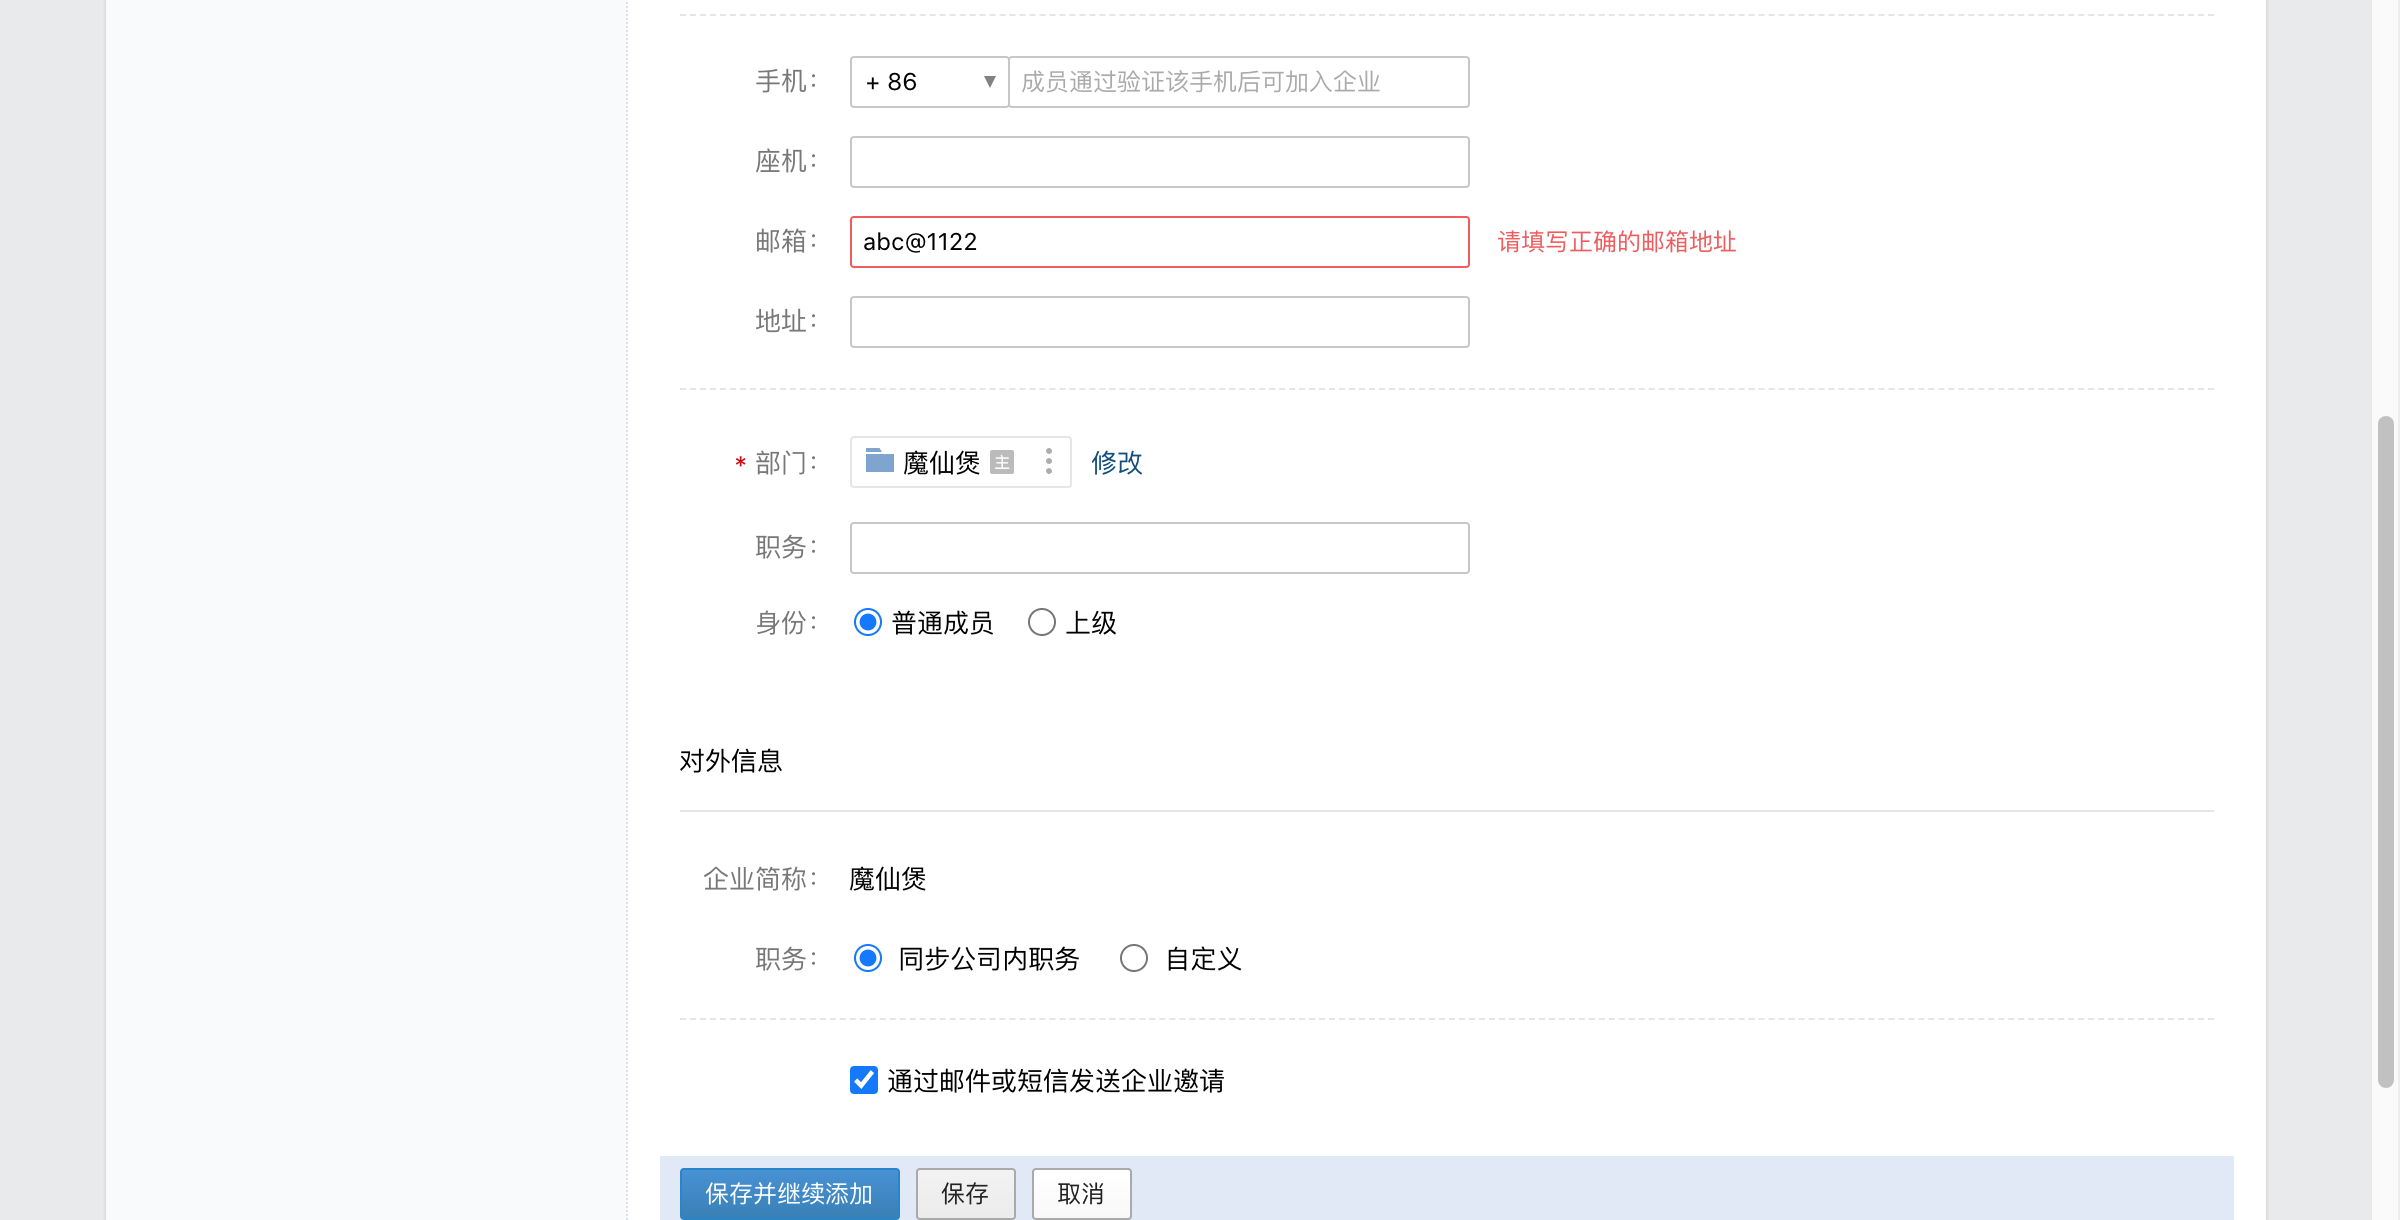 手机： + 86 ▼ 成员通过验证该手机后可加入企业
座机：
邮箱： abc@1122 请填写正确的邮箱地址
地址：
* 部门： 魔仙煲 主 修改
职务：
身份： 普通成员 上级
对外信息
企业简称： 魔仙煲
职务： 同步公司内职务 自定义
通过邮件或短信发送企业邀请
保存并继续添加 保存 取消